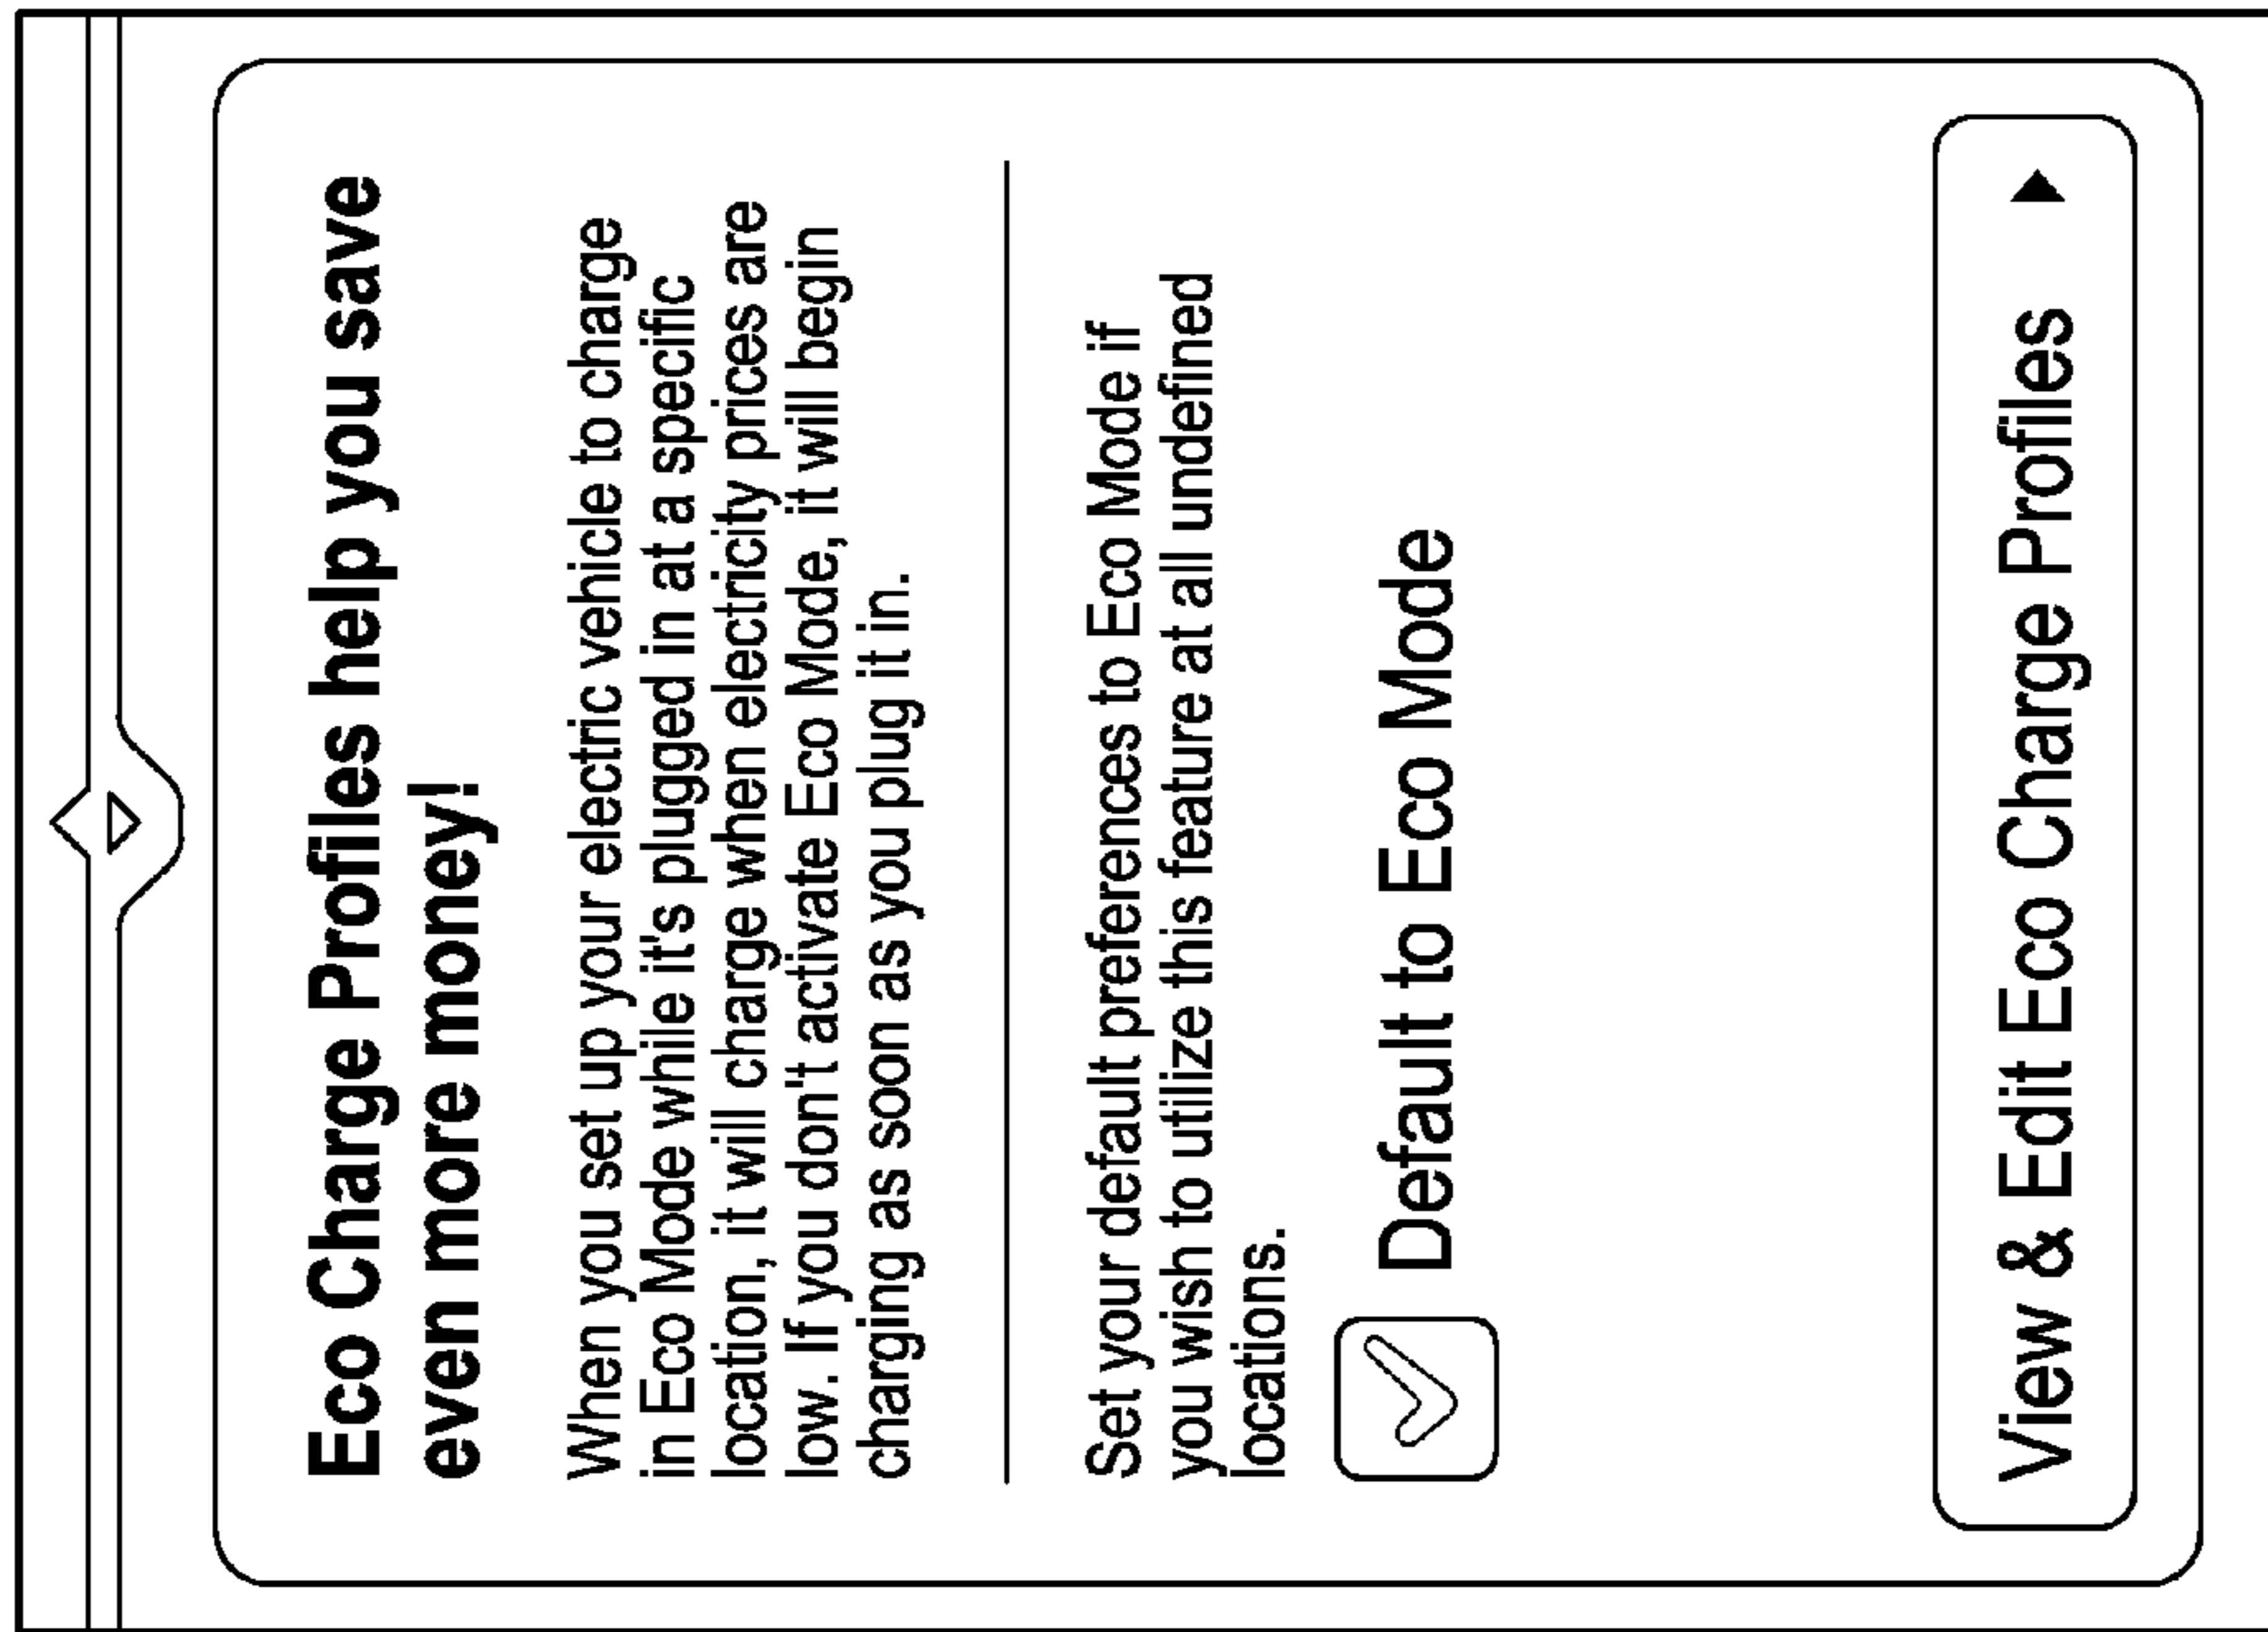 Eco Charge Profiles help you save
even more money!
When you set up your electric vehicle to charge
in Eco Mode while it's plugged in at a specific
location, it will charge when electricity prices are
low. If you don't activate Eco Mode, it will begin
charging as soon as you plug it in.
Set your default preferences to Eco Mode if
you wish to utilize this feature at all undefined
locations.
Default to Eco Mode
View & Edit Eco Charge Profiles